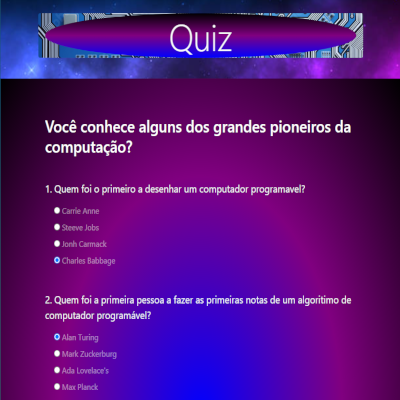 Quiz
Você conhece alguns dos grandes pioneiros da
computação?
1. Quem foi o primeiro a desenhar um computador programavel?
Carrie Anne
Steeve Jobs
Jonh Carmack
Charles Babbage
2. Quem foi a primeira pessoa a fazer as primeiras notas de um algoritimo de
computador programável?
Alan Turing
Mark Zuckerburg
Ada Lovelace's
Max Planck